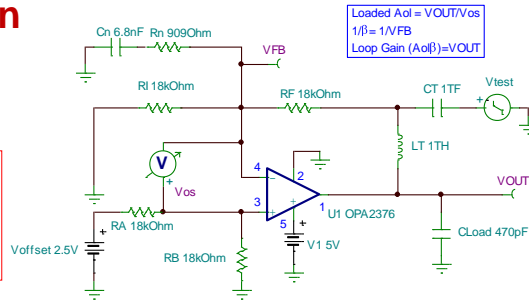 n
Loaded Aol = VOUT/Vos
1/β = 1/VFB
Loop Gain (Aolβ)=VOUT
Cn 6.8nF
Rn 909Ohm
VFB
RI 18kOhm
RF 18kOhm
CT 1TF
Vtest
+
LT 1TH
V
+
Vos
4
2
3
1
5
U1 OPA2376
VOUT
RA 18kOhm
+
V1 5V
CLoad 470pF
Voffset 2.5V
+
RB 18kOhm